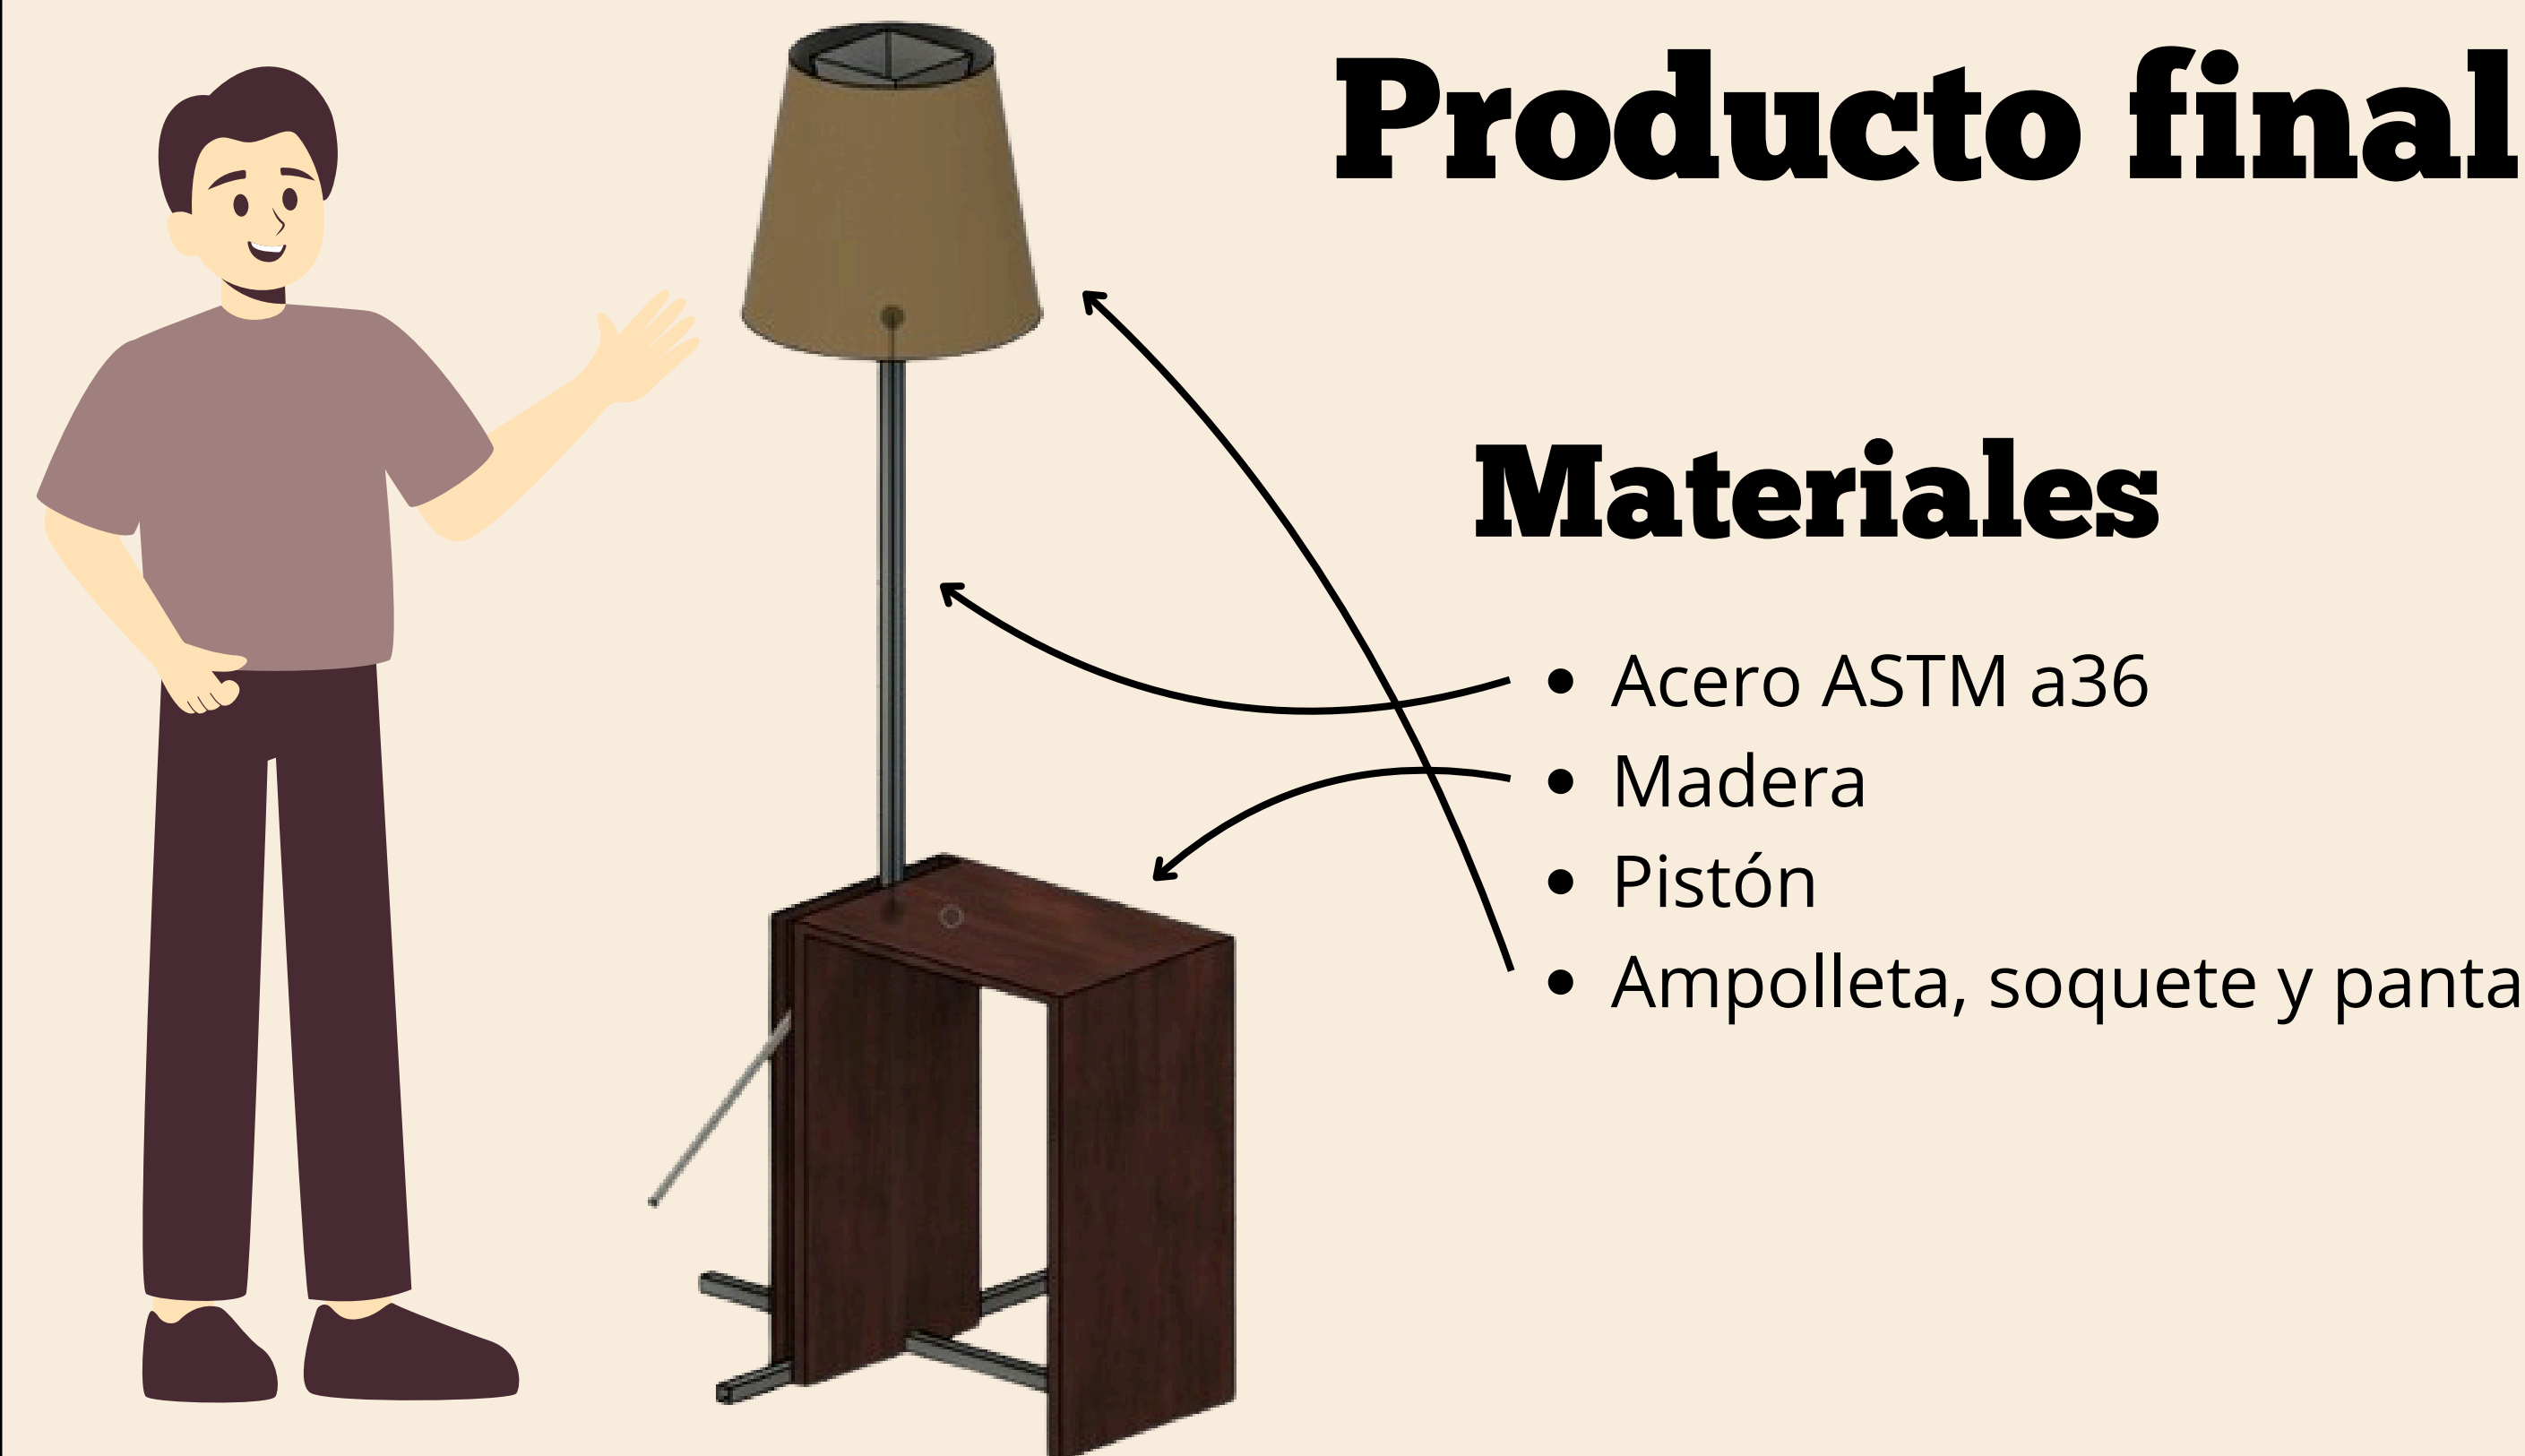 Producto final
Materiales
Acero ASTM a36
Madera
Pistón
Ampolleta, soquete y panta